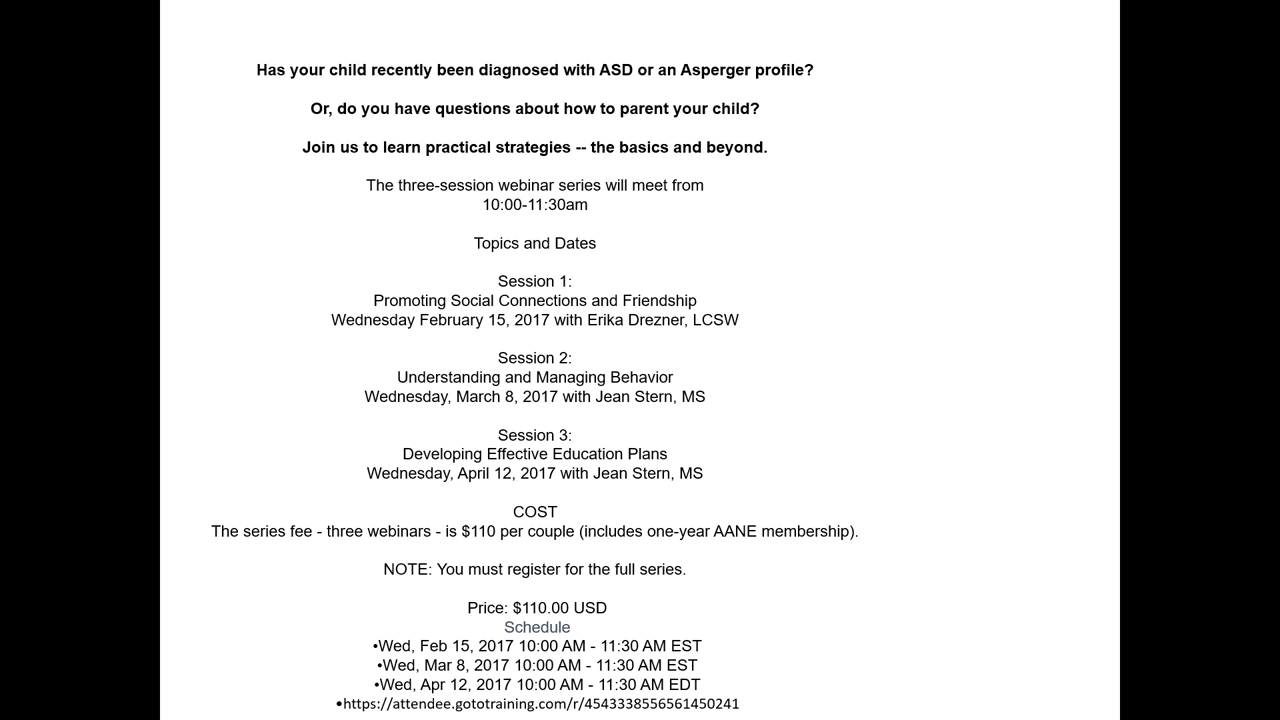 Has your child recently been diagnosed with ASD or an Asperger profile?
Or, do you have questions about how to parent your child?
Join us to learn practical strategies -- the basics and beyond.
The three-session webinar series will meet from
10:00-11:30am
Topics and Dates
Session 1:
Promoting Social Connections and Friendship
Wednesday February 15, 2017 with Erika Drezner, LCSW
Session 2:
Understanding and Managing Behavior
Wednesday, March 8, 2017 with Jean Stern, MS
Session 3:
Developing Effective Education Plans
Wednesday, April 12, 2017 with Jean Stern, MS
COST
The series fee - three webinars - is $110 per couple (includes one-year AANE membership).
NOTE: You must register for the full series.
Price: $110.00 USD
Schedule
•Wed, Feb 15, 2017 10:00 AM - 11:30 AM EST
•Wed, Mar 8, 2017 10:00 AM - 11:30 AM EST
•Wed, Apr 12, 2017 10:00 AM - 11:30 AM EDT
•https://attendee.gototraining.com/r/4543338556561450241